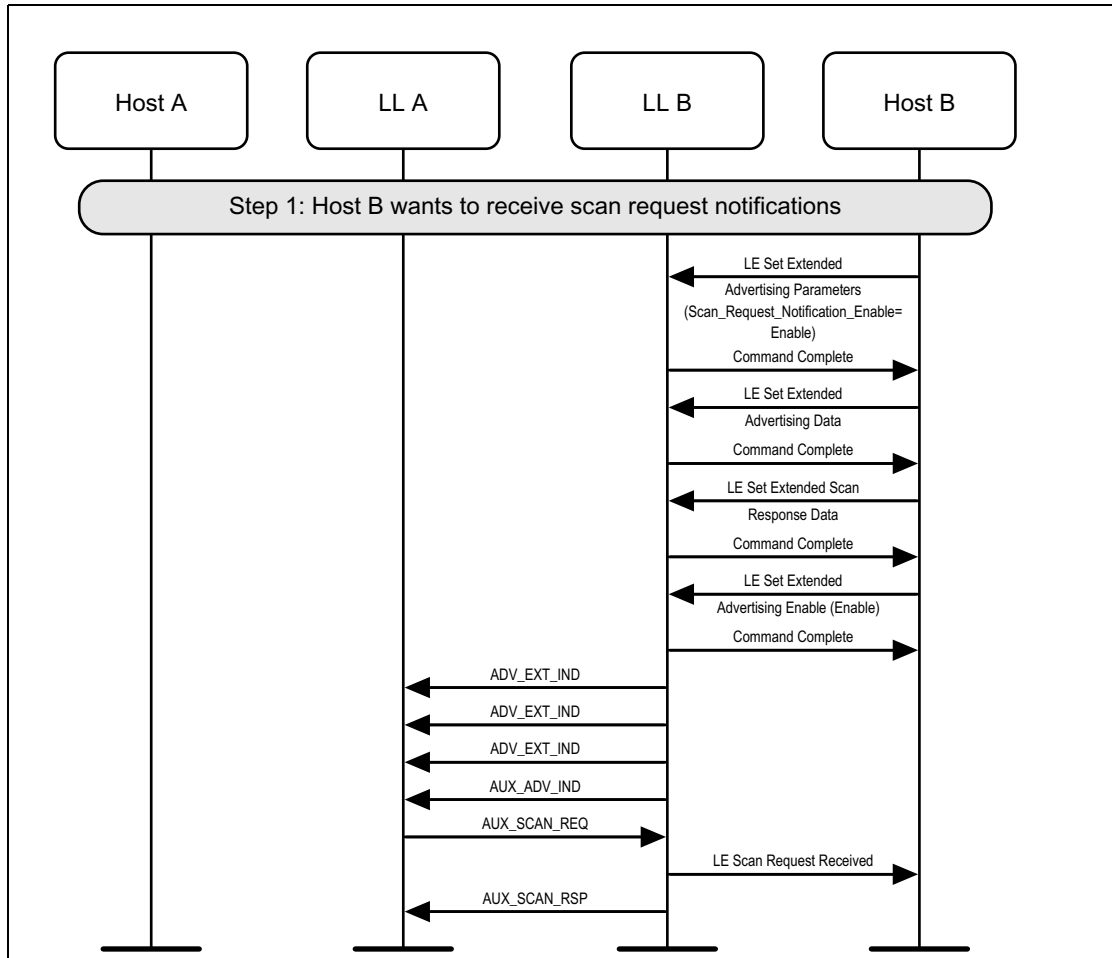 Host A
LL A
LL B
Host B
Step 1: Host B wants to receive scan request notifications
LE Set Extended
Advertising Parameters
(Scan_Request_Notification_Enable=
Enable)
Command Complete
LE Set Extended
Advertising Data
Command Complete
LE Set Extended Scan
Response Data
Command Complete
LE Set Extended
Advertising Enable (Enable)
Command Complete
ADV_EXT_IND
ADV_EXT_IND
ADV_EXT_IND
AUX_ADV_IND
AUX_SCAN_REQ
LE Scan Request Received
AUX_SCAN_RSP